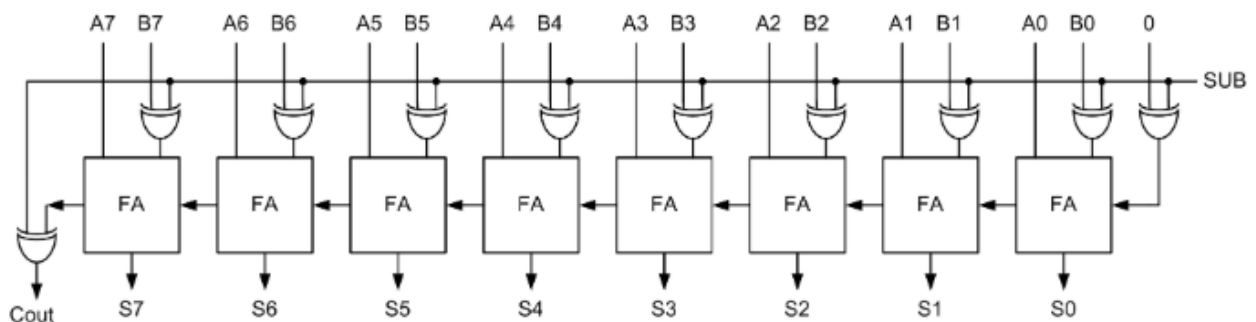 A7 B7 A6 B6 A5 B5 A4 B4 A3 B3 A2 B2 A1 B1 A0 B0 0
SUB
FA FA FA FA FA FA FA FA
Cout S7 S6 S5 S4 S3 S2 S1 S0